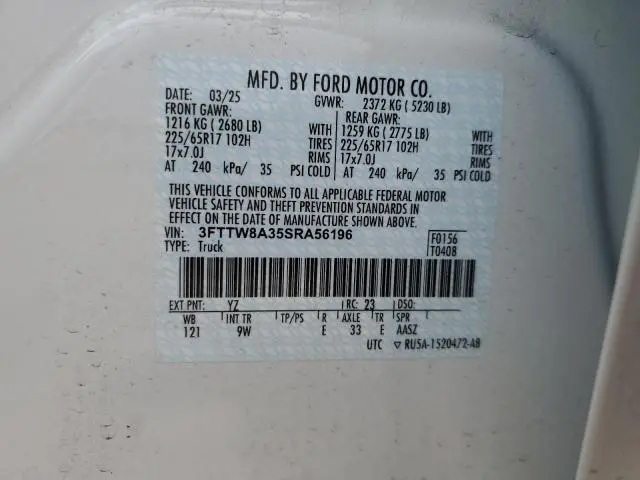 MFD. BY FORD MOTOR CO.
DATE: 03/25 GVWR: 2372 KG ( 5230 LB)
FRONT GAWR: REAR GAWR:
1216 KG ( 2680 LB) WITH 1259 KG ( 2775 LB) WITH
225/65R17 102H TIRES 225/65R17 102H TIRES
17x7.0J RIMS 17x7.0J RIMS
AT 240 kPa/ 35 PSI COLD AT 240 kPa/ 35 PSI COLD
THIS VEHICLE CONFORMS TO ALL APPLICABLE FEDERAL MOTOR
VEHICLE SAFETY AND THEFT PREVENTION STANDARDS IN
EFFECT ON THE DATE OF MANUFACTURE SHOWN ABOVE.
VIN: 3FTTW8A35SRA56196 F0156
TYPE: Truck T0408
EXT PNT: YZ RC: 23 DSO:
WB INT TR TP/PS R AXLE TR SPR
121 9W E 33 E AASZ
UTC ▽ RU5A-1520472-AB